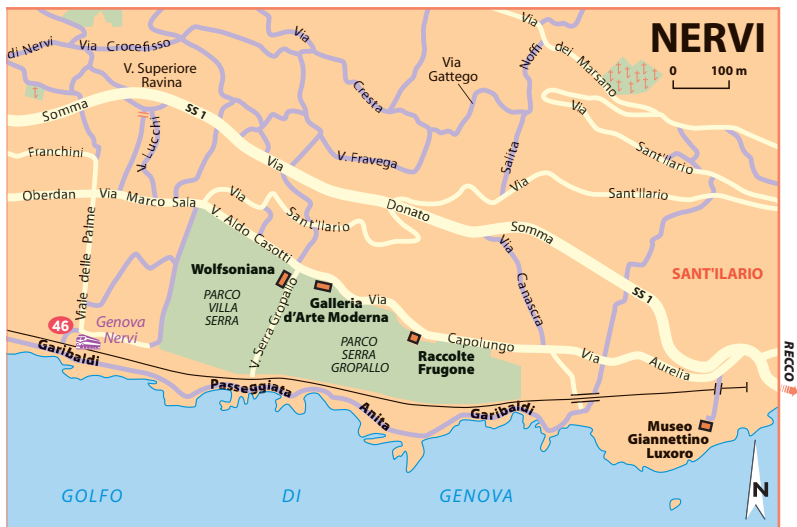 NERVI
0 100 m
di Nervi
Via Crocefisso
V. Superiore
Ravina
Via
Cresta
Via
Gattego
Noffi
Salita
Via
dei Marsano
Via
Sant'Ilario
Somma
SS 1
V. Lucchi
Franchini
V. Fravega
Via
Donato
Somma
SS 1
Via
Sant'Ilario
Oberdan
Via Marco Sala
Via
Sant'Ilario
V. Aldo Casotti
Viale delle Palme
Wolfsoniana
PARCO
VILLA
SERRA
V. Serra Gropallo
Galleria
d'Arte Moderna
Via
Capolungo
PARCO
SERRA
GROPALLO
Raccolte
Frugone
Via
Canascia
SANT'ILARIO
Via
Aurelia
RECCO
46
Genova
Nervi
Garibaldi
Passeggiata
Anita
Garibaldi
Museo
Giannettino
Luxoro
GOLFO DI GENOVA
N